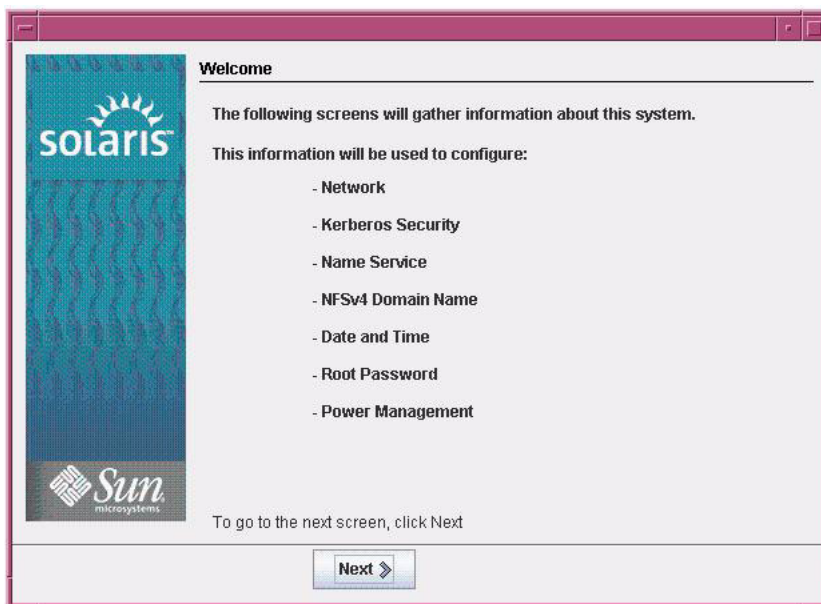 Welcome
The following screens will gather information about this system.
This information will be used to configure:
- Network
- Kerberos Security
- Name Service
- NFSv4 Domain Name
- Date and Time
- Root Password
- Power Management
solaris™
Sun
microsystems
To go to the next screen, click Next
Next